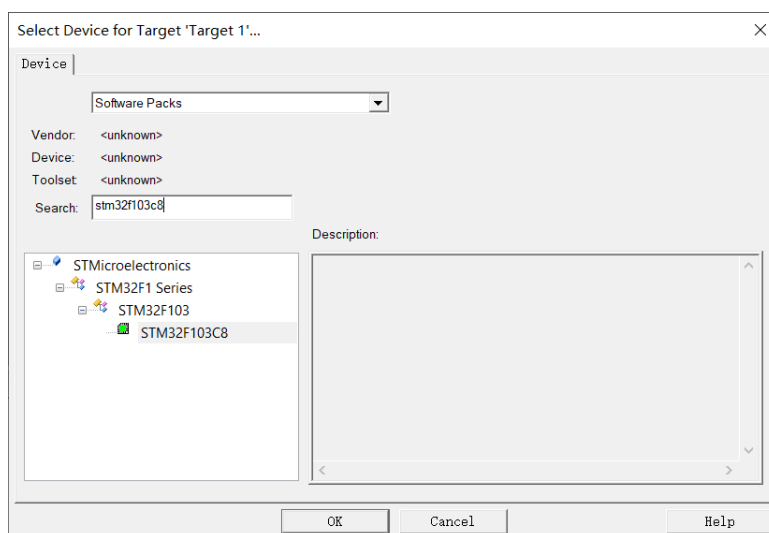 Select Device for Target 'Target 1'...
Device
Software Packs
Vendor: <unknown>
Device: <unknown>
Toolset <unknown>
Search: stm32f103c8
Description:
STMicroelectronics
STM32F1 Series
STM32F103
STM32F103C8
OK Cancel Help